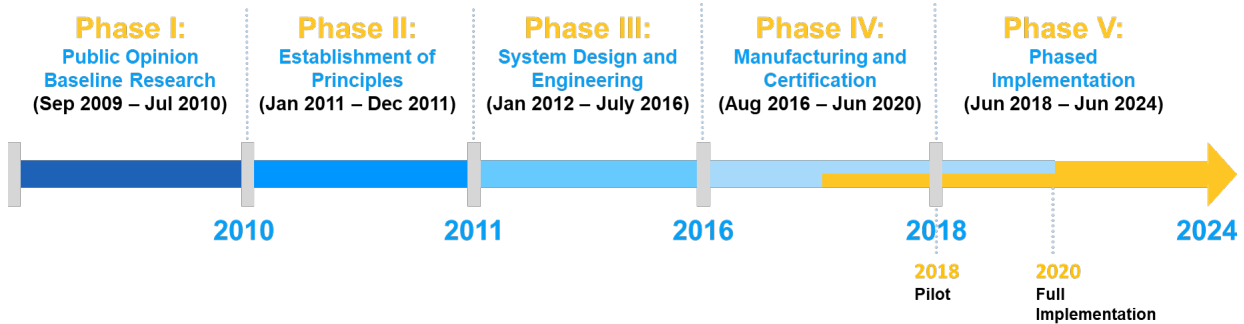 Phase I:
Public Opinion
Baseline Research
(Sep 2009 – Jul 2010)
Phase II:
Establishment of
Principles
(Jan 2011 – Dec 2011)
Phase III:
System Design and
Engineering
(Jan 2012 – July 2016)
Phase IV:
Manufacturing and
Certification
(Aug 2016 – Jun 2020)
Phase V:
Phased
Implementation
(Jun 2018 – Jun 2024)
2010
2011
2016
2018
2024
2018
Pilot
2020
Full
Implementation